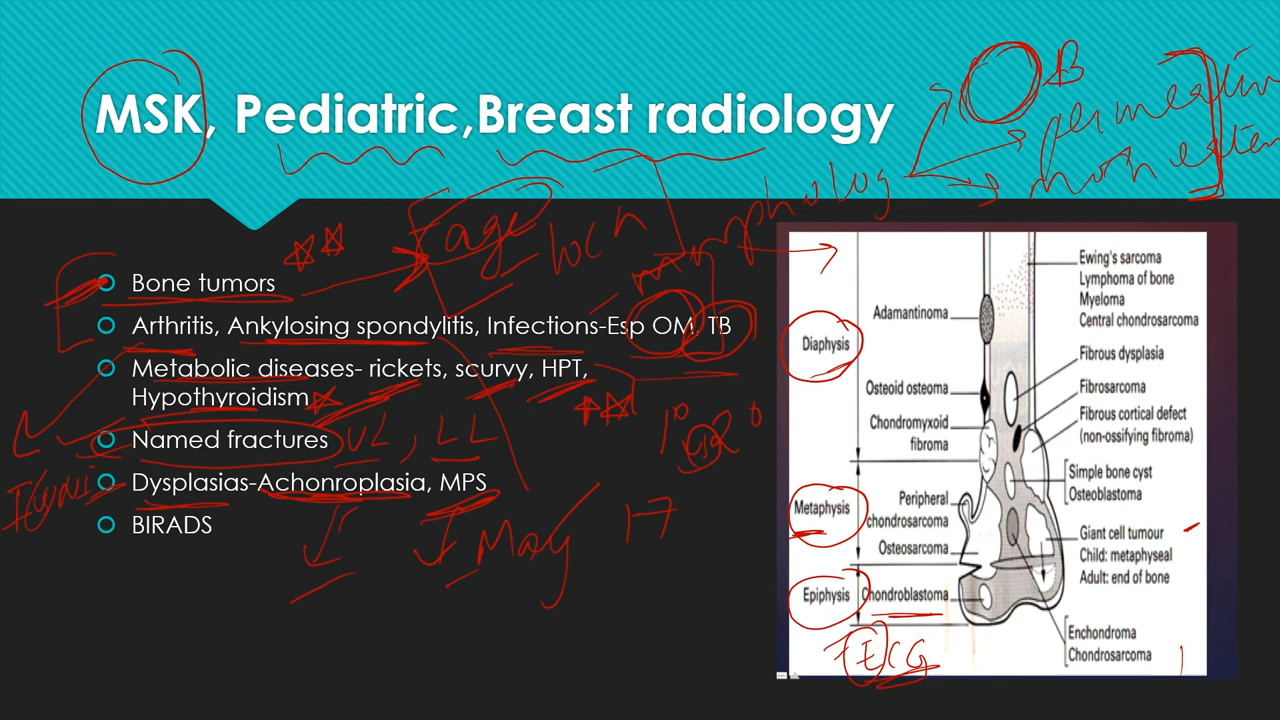 MSK, Pediatric,Breast radiology
B
age
Bone tumors
Arthritis, Ankylosing spondylitis, Infections-Esp OM, TB
Metabolic diseases- rickets, scurvy, HPT,
Hypothyroidism
Named fractures
UL, LL
Dysplasias-Achonroplasia, MPS
BIRADS
May 17
Diaphysis
Metaphysis
Epiphysis
Adamantinoma
Osteoid osteoma
Chondromyxoid
fibroma
Peripheral
chondrosarcoma
Osteosarcoma
Chondroblastoma
ECG
Ewing's sarcoma
Lymphoma of bone
Myeloma
Central chondrosarcoma
Fibrous dysplasia
Fibrosarcoma
Fibrous cortical defect
(non-ossifying fibroma)
Simple bone cyst
Osteoblastoma
Giant cell tumour
Child: metaphyseal
Adult: end of bone
Enchondroma
Chondrosarcoma